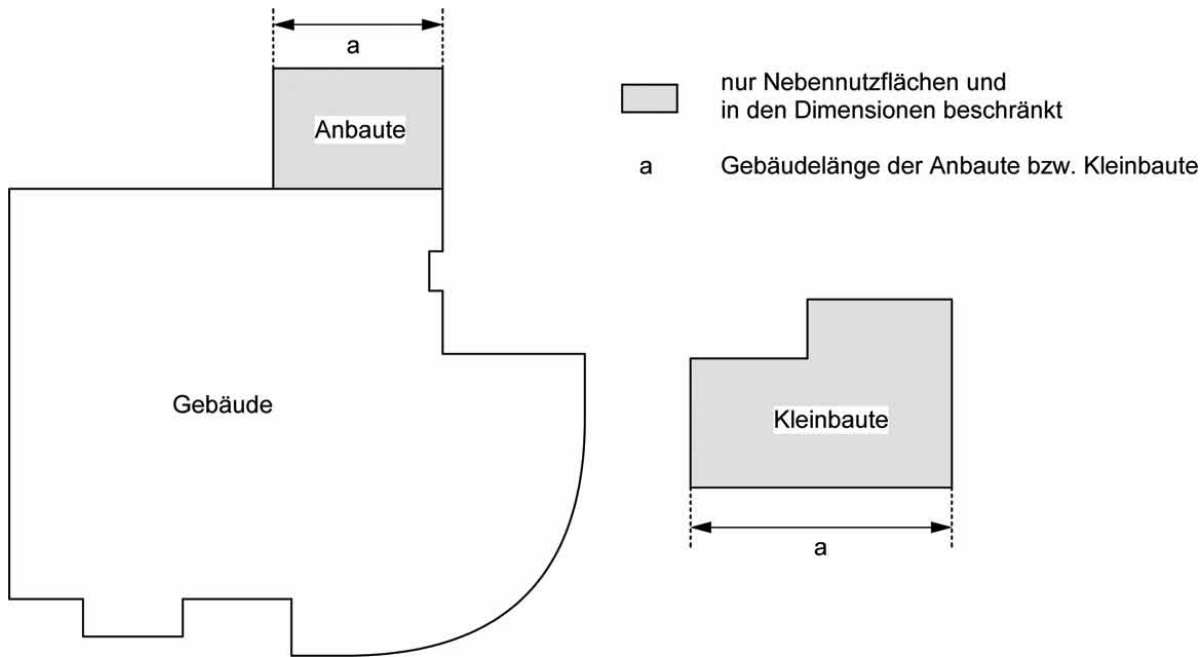 a
Anbaute
nur Nebennutzflächen und
in den Dimensionen beschränkt
a Gebäudelänge der Anbaute bzw. Kleinbaute
Gebäude
Kleinbaute
a